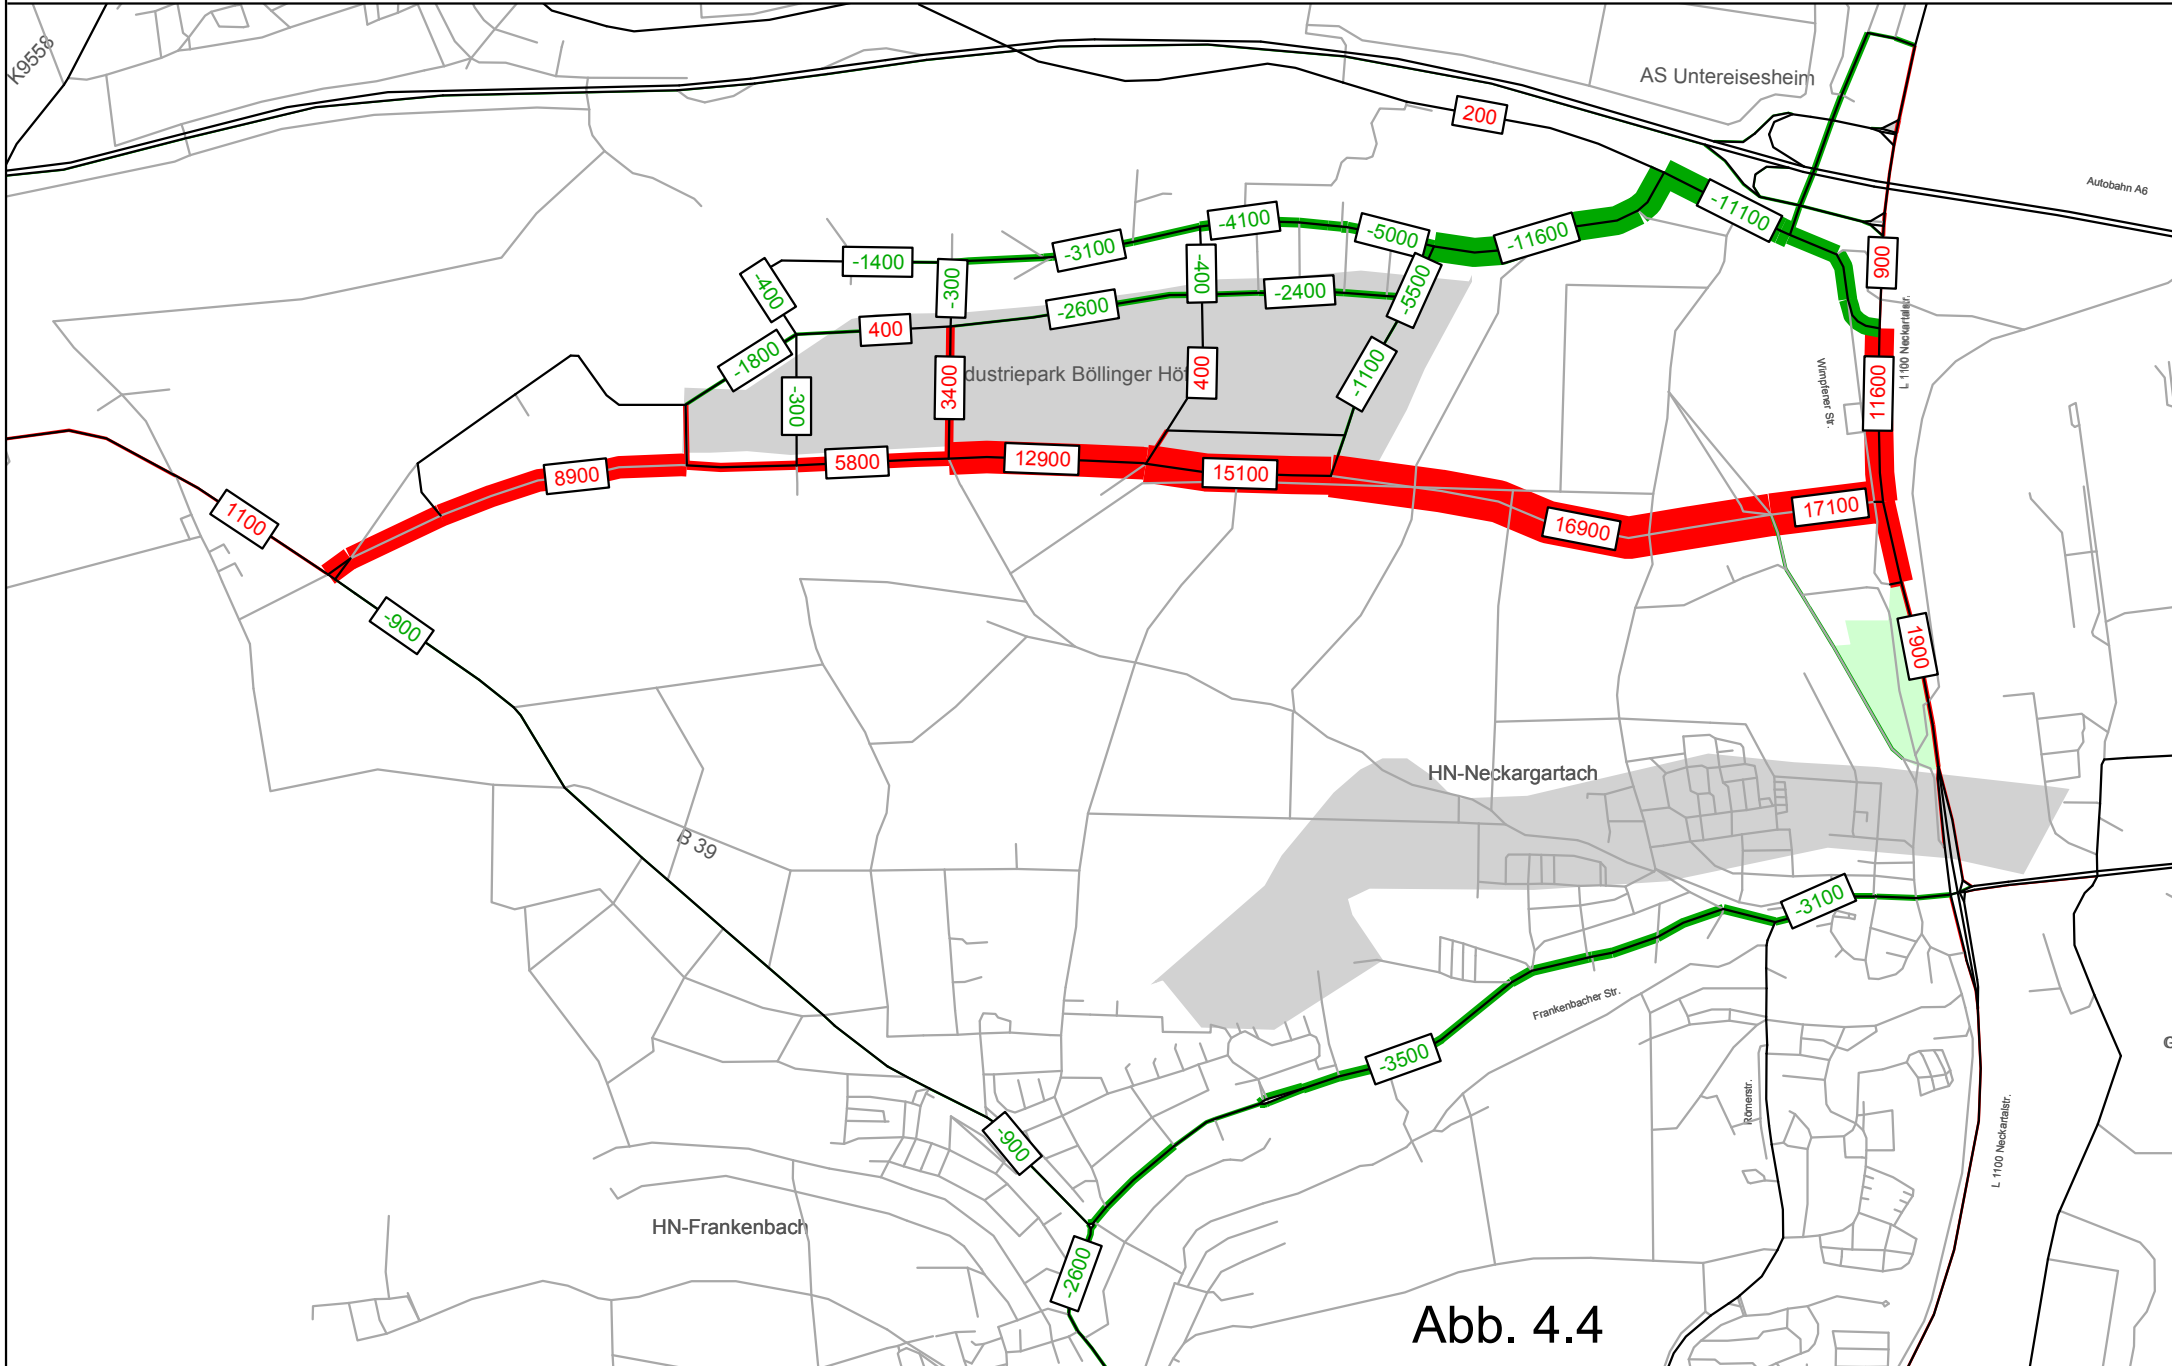 K9558
AS Untereisesheim
200
Autobahn A6
-11100
-4100
-5000
-11600
-3100
-1400
-400
-300
-400
900
-5500
-2400
-2600
400
-1800
L 1100 Neckartalstr.
Wimpfener Str.
-1100
dustriepark Böllinger Höf
400
3400
-300
11600
8900
5800
12900
15100
16900
17100
1100
-900
1900
HN-Neckargartach
B 39
-3100
Frankenbacher Str.
-3500
Römerstr.
L 1100 Neckartalstr.
G
-900
HN-Frankenbach
-2600
Abb. 4.4